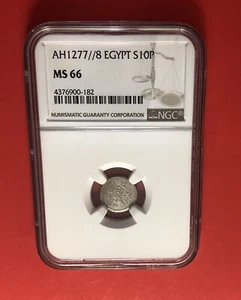 AH1277//8 EGYPT S10P
MS 66
4376900-182
NUMISMATIC GUARANTY CORPORATION
NGC®